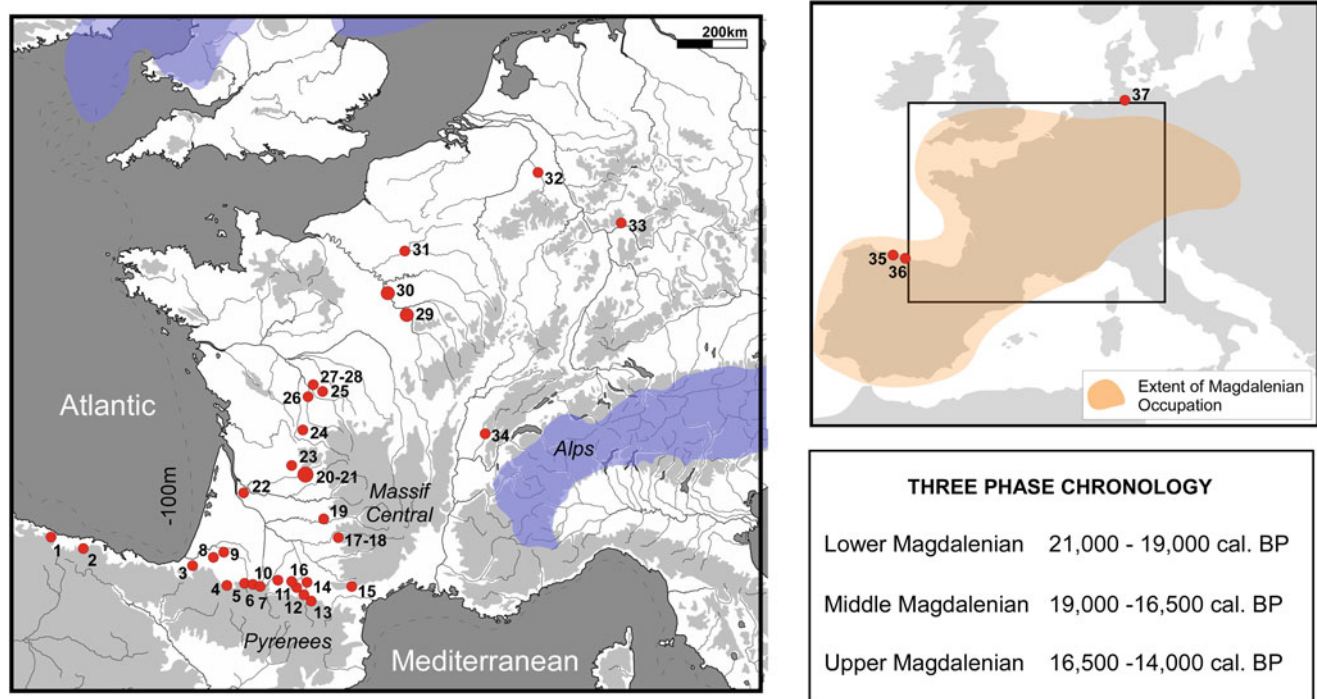 200km
32
33
31
30
29
27-28
26
25
24
34
Atlantic
Alps
23
20-21
22
-100m
Massif
Central
19
17-18
1
2
8
9
3
10
16
14
15
4
5
6
7
11
12
13
Pyrenees
Mediterranean
37
35
36
Extent of Magdalenian
Occupation
THREE PHASE CHRONOLOGY
Lower Magdalenian 21,000 - 19,000 cal. BP
Middle Magdalenian 19,000 -16,500 cal. BP
Upper Magdalenian 16,500 -14,000 cal. BP